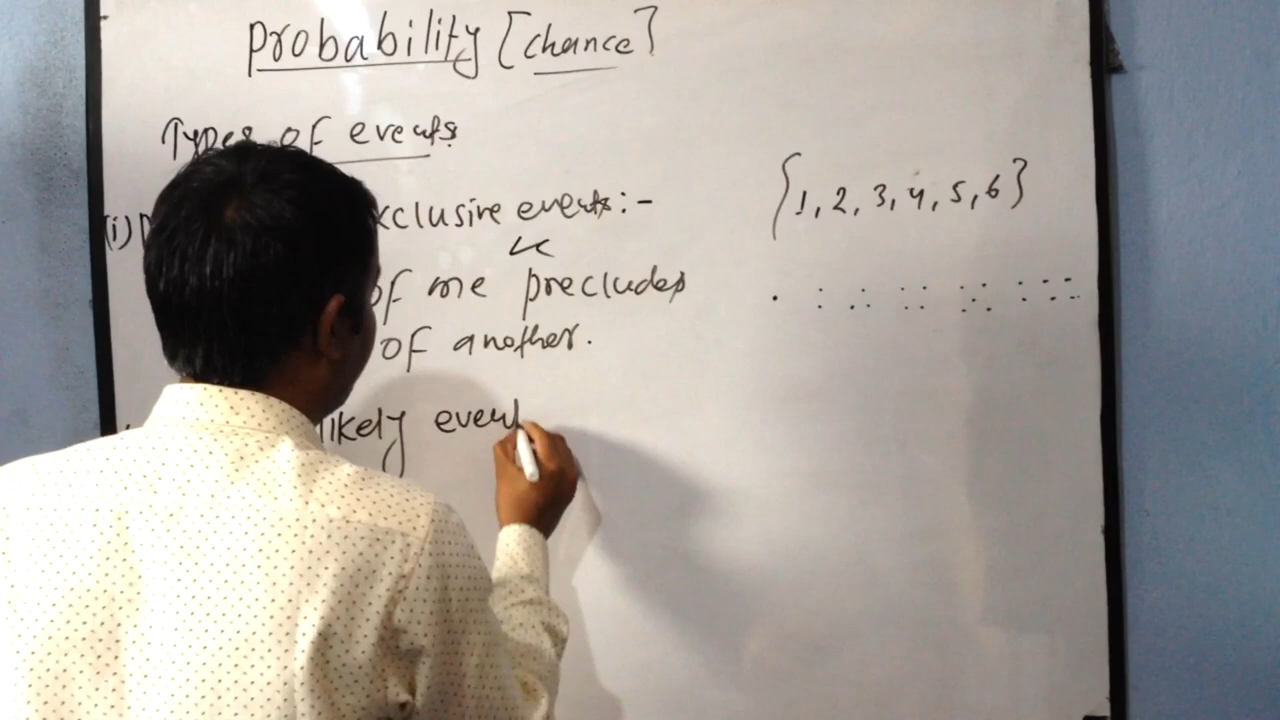 Probability [chance]
Types of events
(i) xclusive events:-
of one precludes
of another.
likely event
{1, 2, 3, 4, 5, 6}